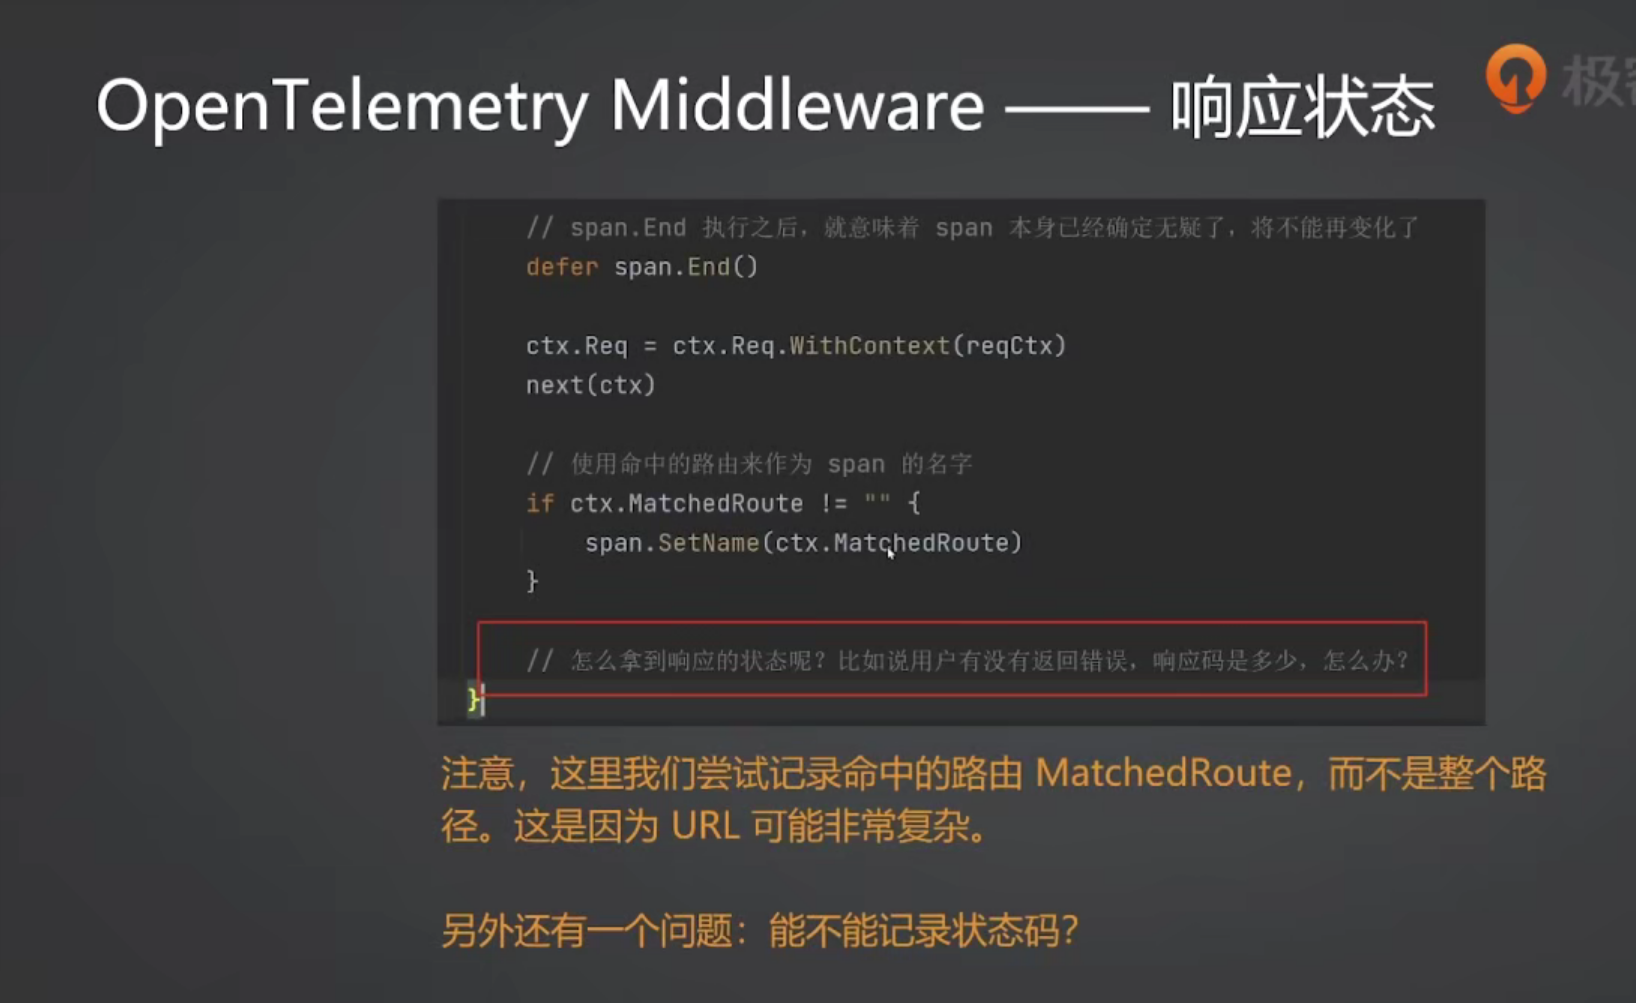 OpenTelemetry Middleware —— 响应状态
极客
// span.End 执行之后，就意味着 span 本身已经确定无疑了，将不能再变化了
defer span.End()
ctx.Req = ctx.Req.WithContext(reqCtx)
next(ctx)
// 使用命中的路由来作为 span 的名字
if ctx.MatchedRoute != "" {
span.SetName(ctx.MatchedRoute)
}
// 怎么拿到响应的状态呢？比如说用户有没有返回错误，响应码是多少，怎么办？
}
注意，这里我们尝试记录命中的路由 MatchedRoute，而不是整个路
径。这是因为 URL 可能非常复杂。
另外还有一个问题：能不能记录状态码？